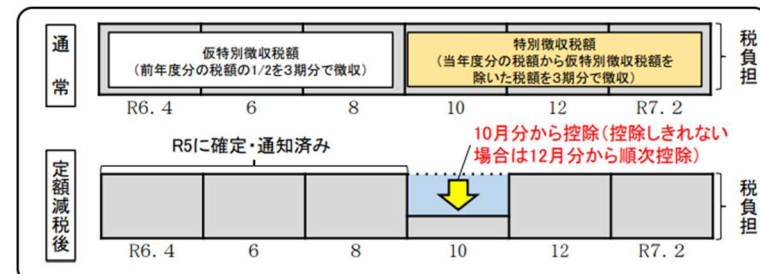 通常
仮特別徴収税額
(前年度分の税額の1/2を3期分で徴収)
特別徴収税額
(当年度分の税額から仮特別徴収税額を
除いた税額を3期分で徴収)
税負担
R6.4 6 8 10 12 R7.2
R5に確定・通知済み
10月分から控除(控除しきれない
場合は12月分から順次控除)
定額減税後
税負担
R6.4 6 8 10 12 R7.2